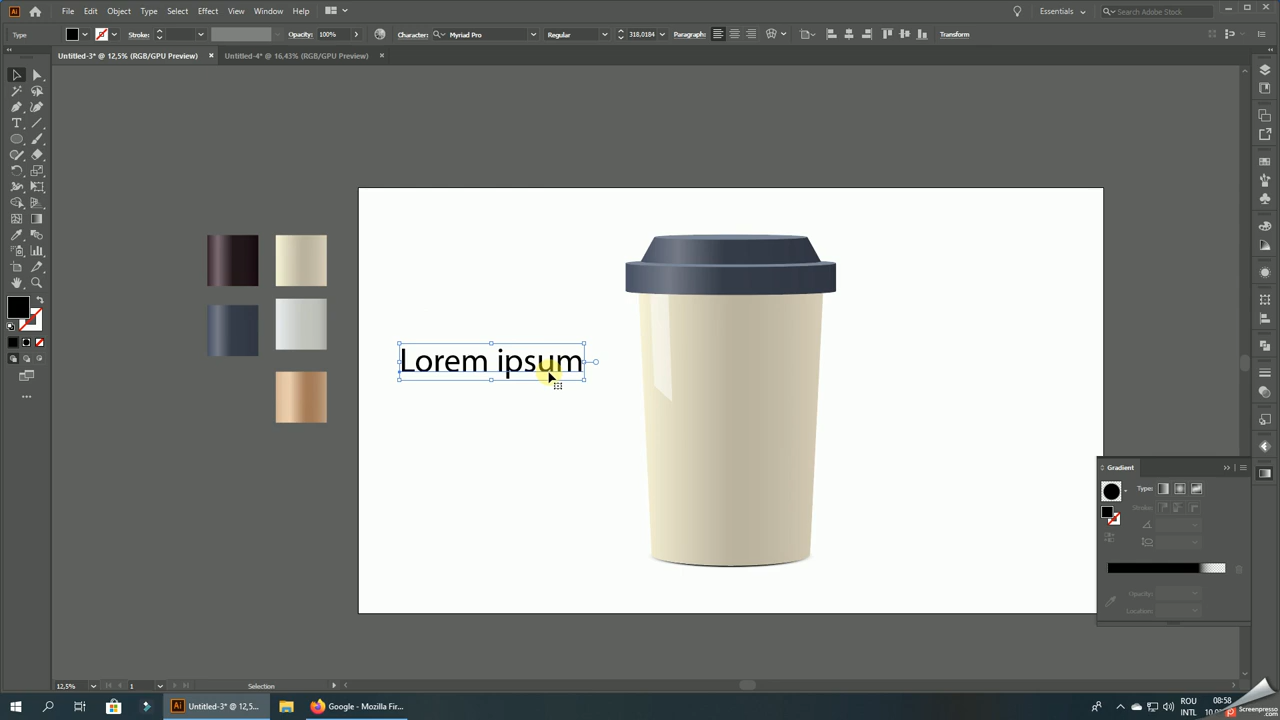 File Edit Object Type Select Effect View Window Help
Essentials
Search Adobe Stock
Type
Stroke:
Opacity: 100%
Character: Myriad Pro
Regular
318,0184
Paragraph:
Transform
Untitled-3* @ 12,5% (RGB/GPU Preview) ×
Untitled-4* @ 16,43% (RGB/GPU Preview) ×
Lorem ipsum
Gradient
Type:
Stroke:
Opacity:
Location:
12,5%
1
Selection
Untitled-3* @ 12,5...
Google - Mozilla Fir...
ROU
INTL
08:58
Screenpresso
.com